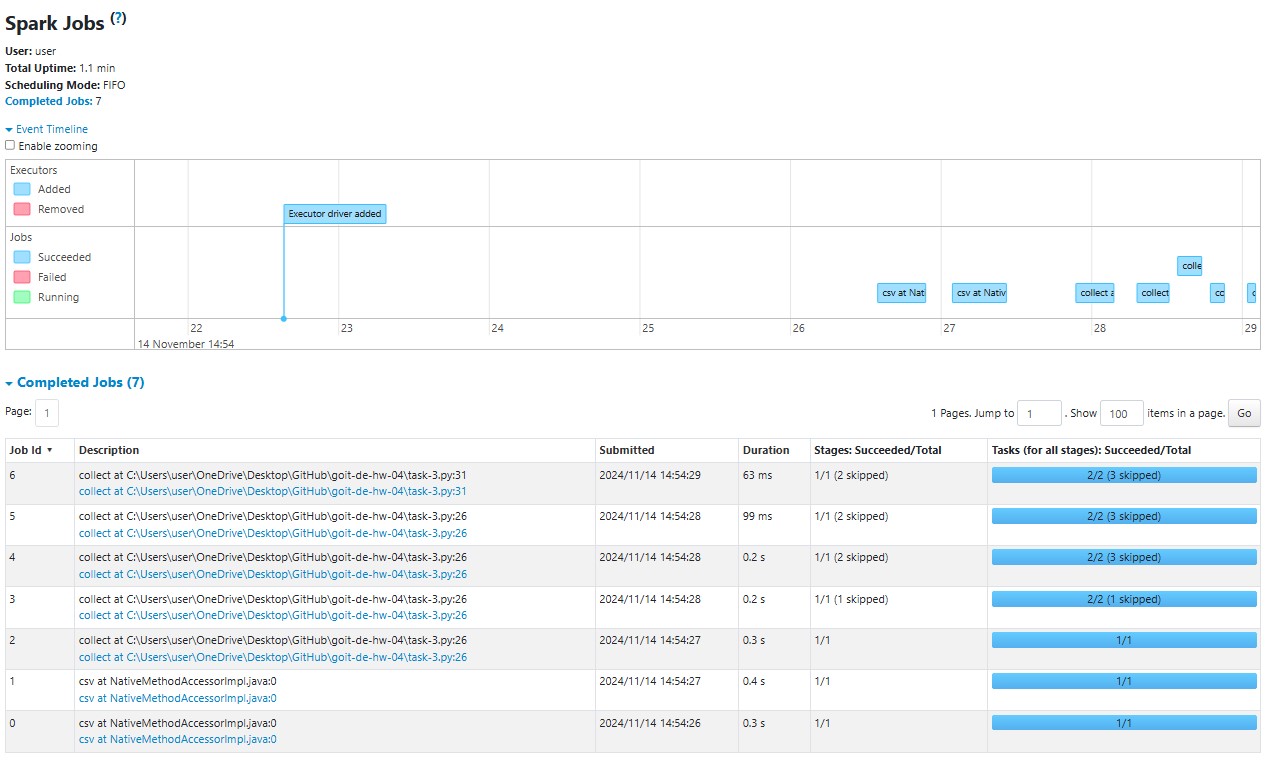 Spark Jobs (?)
User: user
Total Uptime: 1.1 min
Scheduling Mode: FIFO
Completed Jobs: 7
Event Timeline
Enable zooming
Executors
Added
Removed
Executor driver added
Jobs
Succeeded
Failed
Running
colle
csv at Nati csv at Nativ collect a collect co c
22 23 24 25 26 27 28 29
14 November 14:54
Completed Jobs (7)
Page: 1 1 Pages. Jump to 1 . Show 100 items in a page. Go
Job Id ▾ Description Submitted Duration Stages: Succeeded/Total Tasks (for all stages): Succeeded/Total
6 collect at C:\Users\user\OneDrive\Desktop\GitHub\goit-de-hw-04\task-3.py:31 2024/11/14 14:54:29 63 ms 1/1 (2 skipped) 2/2 (3 skipped)
collect at C:\Users\user\OneDrive\Desktop\GitHub\goit-de-hw-04\task-3.py:31
5 collect at C:\Users\user\OneDrive\Desktop\GitHub\goit-de-hw-04\task-3.py:26 2024/11/14 14:54:28 99 ms 1/1 (2 skipped) 2/2 (3 skipped)
collect at C:\Users\user\OneDrive\Desktop\GitHub\goit-de-hw-04\task-3.py:26
4 collect at C:\Users\user\OneDrive\Desktop\GitHub\goit-de-hw-04\task-3.py:26 2024/11/14 14:54:28 0.2 s 1/1 (2 skipped) 2/2 (3 skipped)
collect at C:\Users\user\OneDrive\Desktop\GitHub\goit-de-hw-04\task-3.py:26
3 collect at C:\Users\user\OneDrive\Desktop\GitHub\goit-de-hw-04\task-3.py:26 2024/11/14 14:54:28 0.2 s 1/1 (1 skipped) 2/2 (1 skipped)
collect at C:\Users\user\OneDrive\Desktop\GitHub\goit-de-hw-04\task-3.py:26
2 collect at C:\Users\user\OneDrive\Desktop\GitHub\goit-de-hw-04\task-3.py:26 2024/11/14 14:54:27 0.3 s 1/1 1/1
collect at C:\Users\user\OneDrive\Desktop\GitHub\goit-de-hw-04\task-3.py:26
1 csv at NativeMethodAccessorImpl.java:0 2024/11/14 14:54:27 0.4 s 1/1 1/1
csv at NativeMethodAccessorImpl.java:0
0 csv at NativeMethodAccessorImpl.java:0 2024/11/14 14:54:26 0.3 s 1/1 1/1
csv at NativeMethodAccessorImpl.java:0